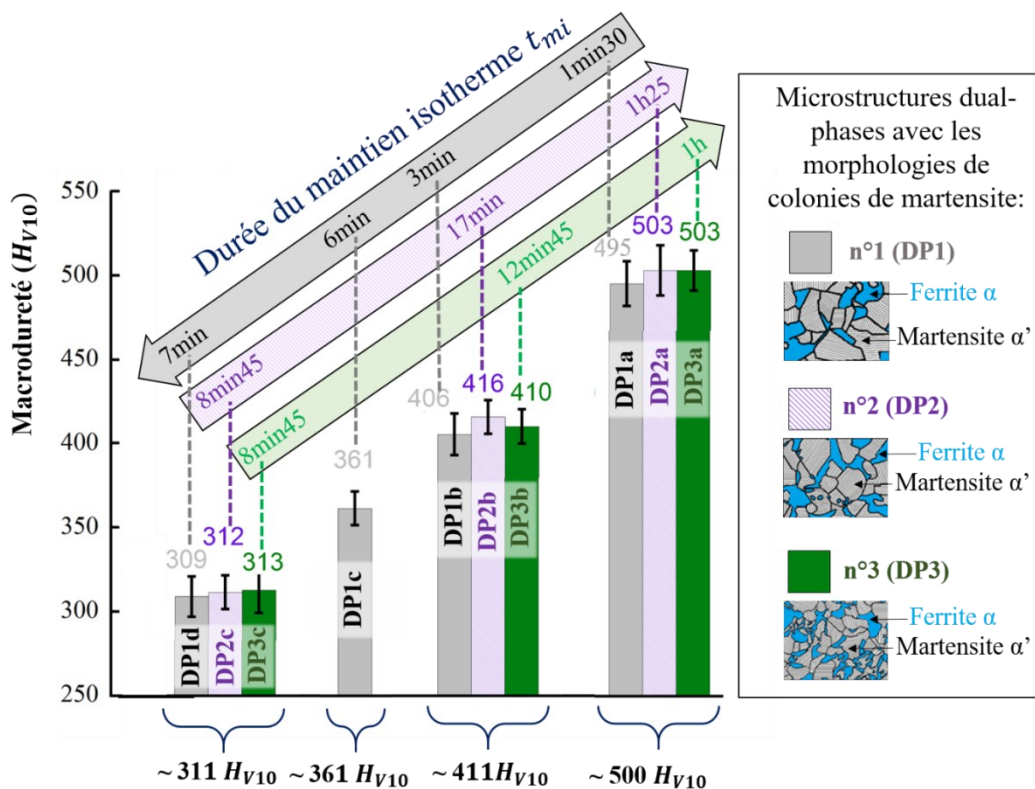 Durée du maintien isotherme t_mi
1min30
3min
6min
7min
1h25
17min
8min45
1h
12min45
8min45
Macrodureté (H_V10)
550
500
450
400
350
300
250
309
312
313
361
406
416
410
495
503
503
DP1d
DP2c
DP3c
DP1c
DP1b
DP2b
DP3b
DP1a
DP2a
DP3a
~ 311 H_V10
~ 361 H_V10
~ 411H_V10
~ 500 H_V10
Microstructures dual-
phases avec les
morphologies de
colonies de martensite:
n°1 (DP1)
Ferrite α
Martensite α’
n°2 (DP2)
Ferrite α
Martensite α’
n°3 (DP3)
Ferrite α
Martensite α’